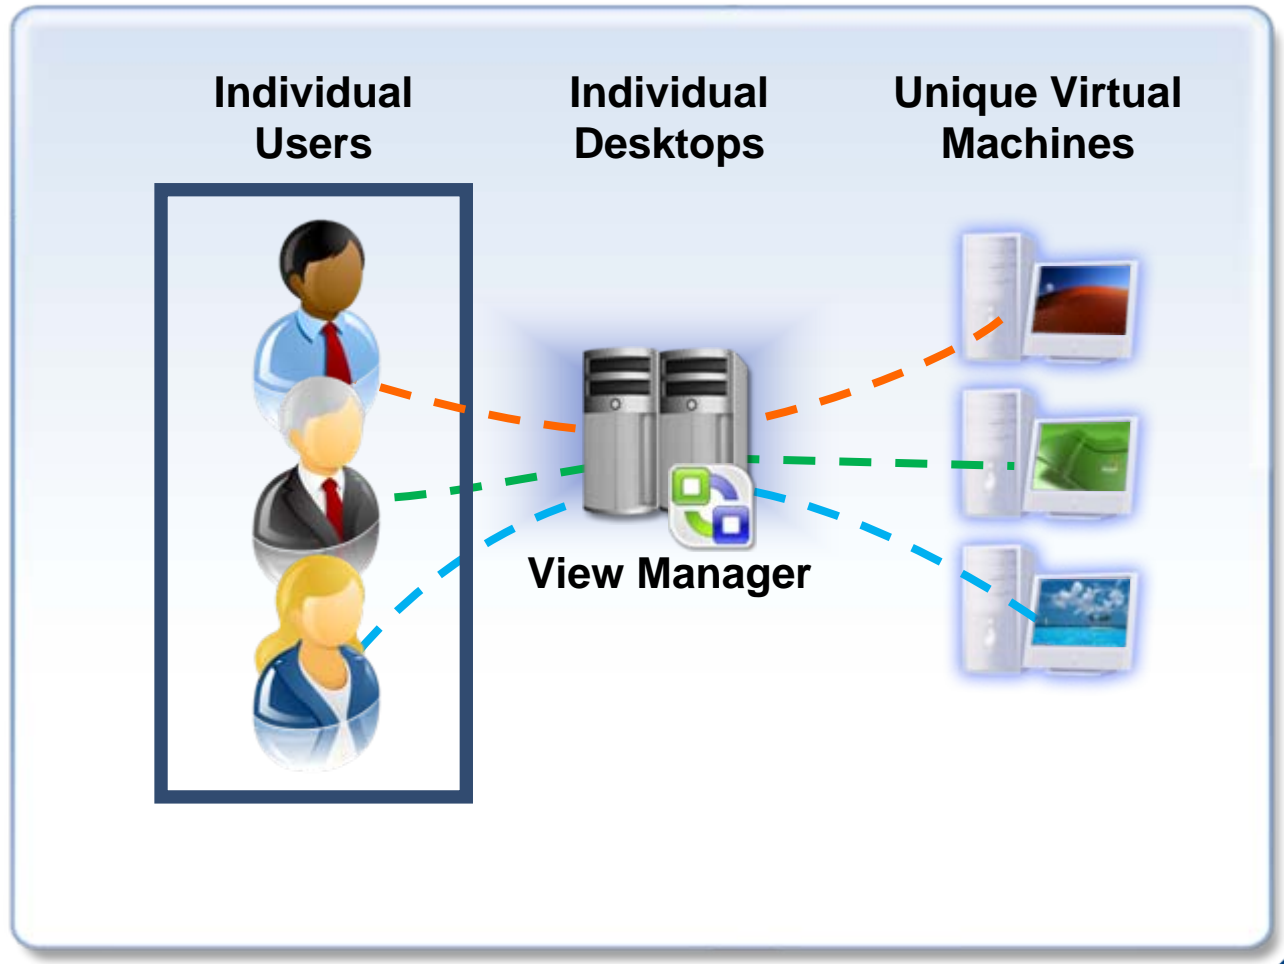 Individual
Users
Individual
Desktops
Unique Virtual
Machines
View Manager